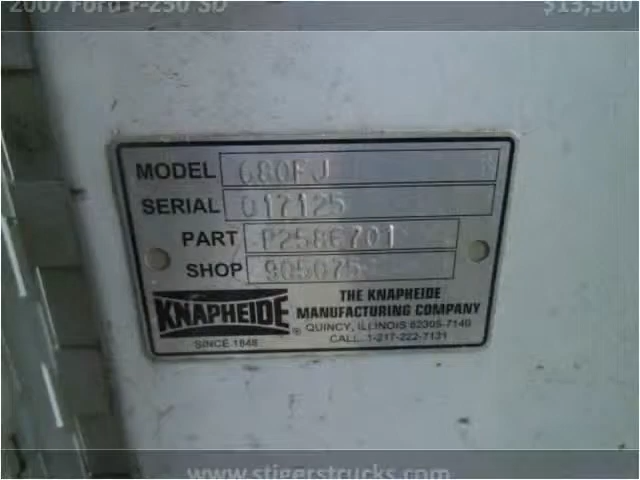 2007 Ford F-250 SD $13,900
MODEL 680FJ
SERIAL 017125
PART P2586701
SHOP 905075
KNAPHEIDE ®
SINCE 1848
THE KNAPHEIDE
MANUFACTURING COMPANY
QUINCY, ILLINOIS 62305-7140
CALL. 1-217-222-7131
www.stigerstrucks.com